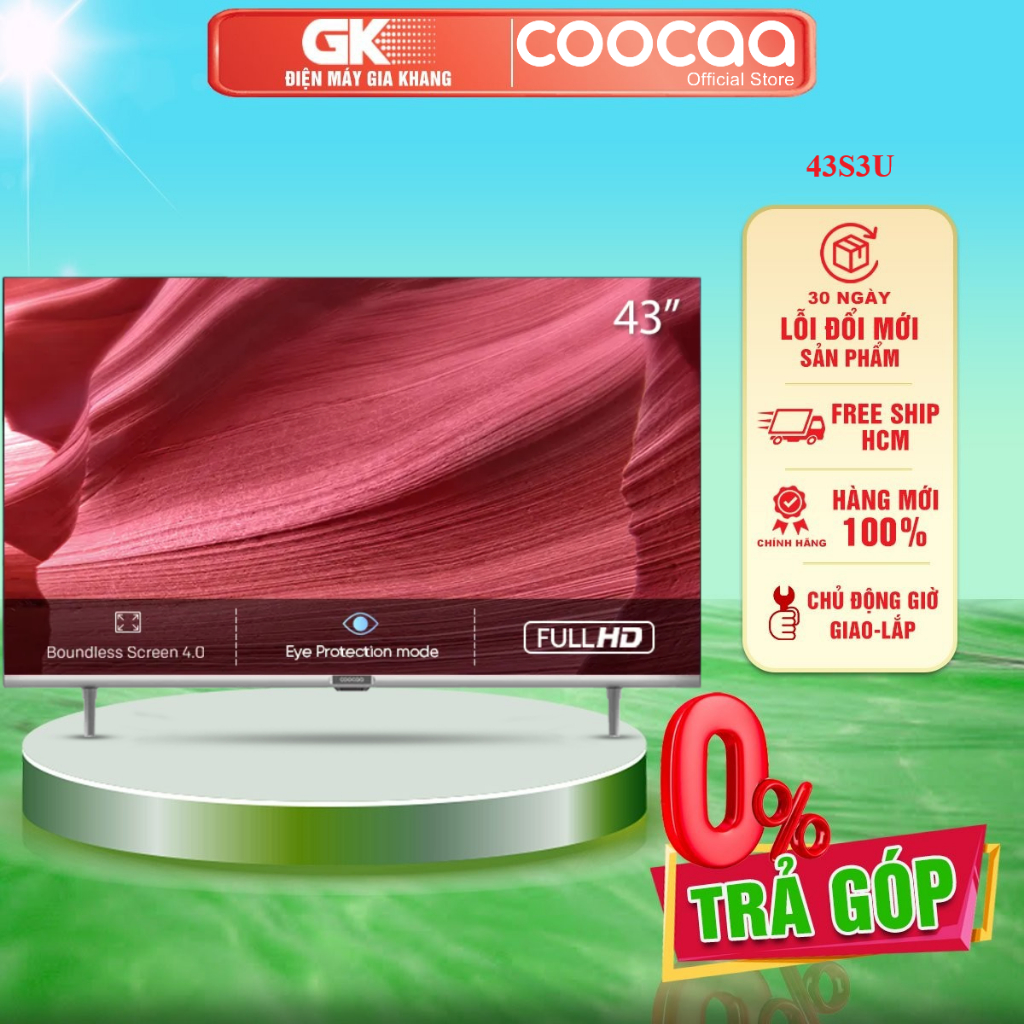 GK
ĐIỆN MÁY GIA KHANG
coocaa
Official Store
43S3U
30 NGÀY
LỖI ĐỔI MỚI
SẢN PHẨM
FREE SHIP
HCM
HÀNG MỚI
100%
CHÍNH HÃNG
CHỦ ĐỘNG GIỜ
GIAO-LẮP
43"
Boundless Screen 4.0
Eye Protection mode
FULLHD
coocaa
0%
TRẢ GÓP